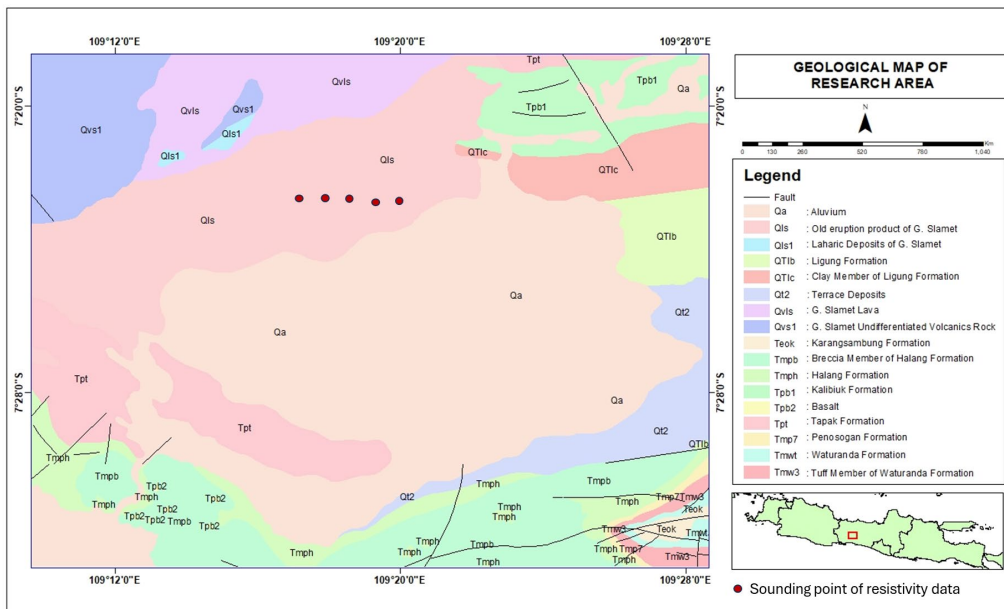 109°12'0"E
109°20'0"E
109°28'0"E
7°20'0"S
7°20'0"S
7°28'0"S
7°28'0"S
Tpt
Tpb1
Qa
Qvls
Qvls
Qvs1
Tpb1
Qvs1
Qls1
Qls1
Qls
QTlc
QTlc
Qls
QTlb
Qa
Qt2
Qa
Tpt
Qa
Tpt
Qt2
QTlb
Tmph
Tmpb
Tpb2
Tmph
Tpb2
Tmph
Tpb2
Tpb2
Tpb2
Tmpb
Tpb2
Qt2
Tmph
Tmpb
Tmph
Tmph
Tmp7
Tmw3
Teok
Tmw3
Teok
Tmwt
Tmph
Tmph
Tmpb
Tmph
Tmph
Tmp7
Tmph
Tmw3
109°12'0"E
109°20'0"E
109°28'0"E
GEOLOGICAL MAP OF
RESEARCH AREA
N
Km
0 130 260 520 780 1,040
Legend
Fault
Qa : Aluvium
Qls : Old eruption product of G. Slamet
Qls1 : Laharic Deposits of G. Slamet
QTlb : Ligung Formation
QTlc : Clay Member of Ligung Formation
Qt2 : Terrace Deposits
Qvls : G. Slamet Lava
Qvs1 : G. Slamet Undifferentiated Volcanics Rock
Teok : Karangsambung Formation
Tmpb : Breccia Member of Halang Formation
Tmph : Halang Formation
Tpb1 : Kalibiuk Formation
Tpb2 : Basalt
Tpt : Tapak Formation
Tmp7 : Penosogan Formation
Tmwt : Waturanda Formation
Tmw3 : Tuff Member of Waturanda Formation
Sounding point of resistivity data